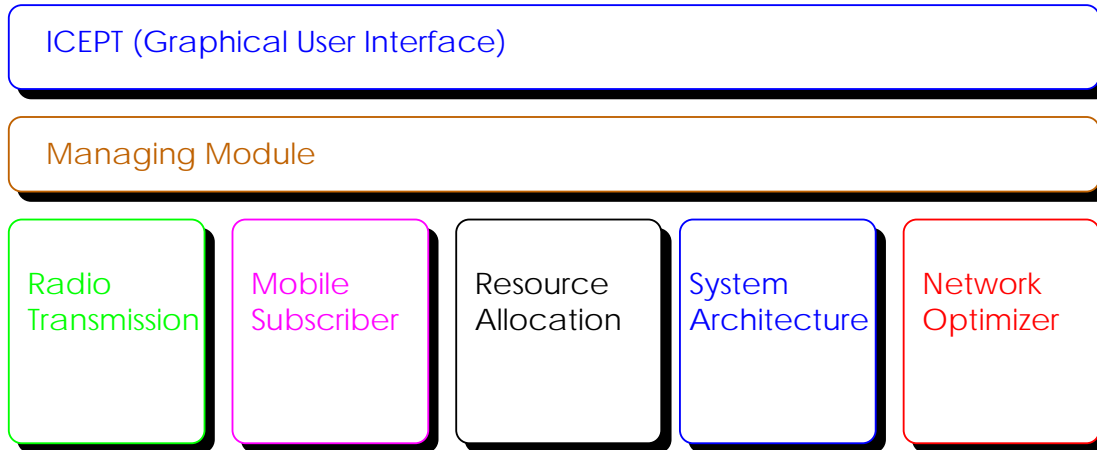 ICEPT (Graphical User Interface)
Managing Module
Radio
Transmission
Mobile
Subscriber
Resource
Allocation
System
Architecture
Network
Optimizer